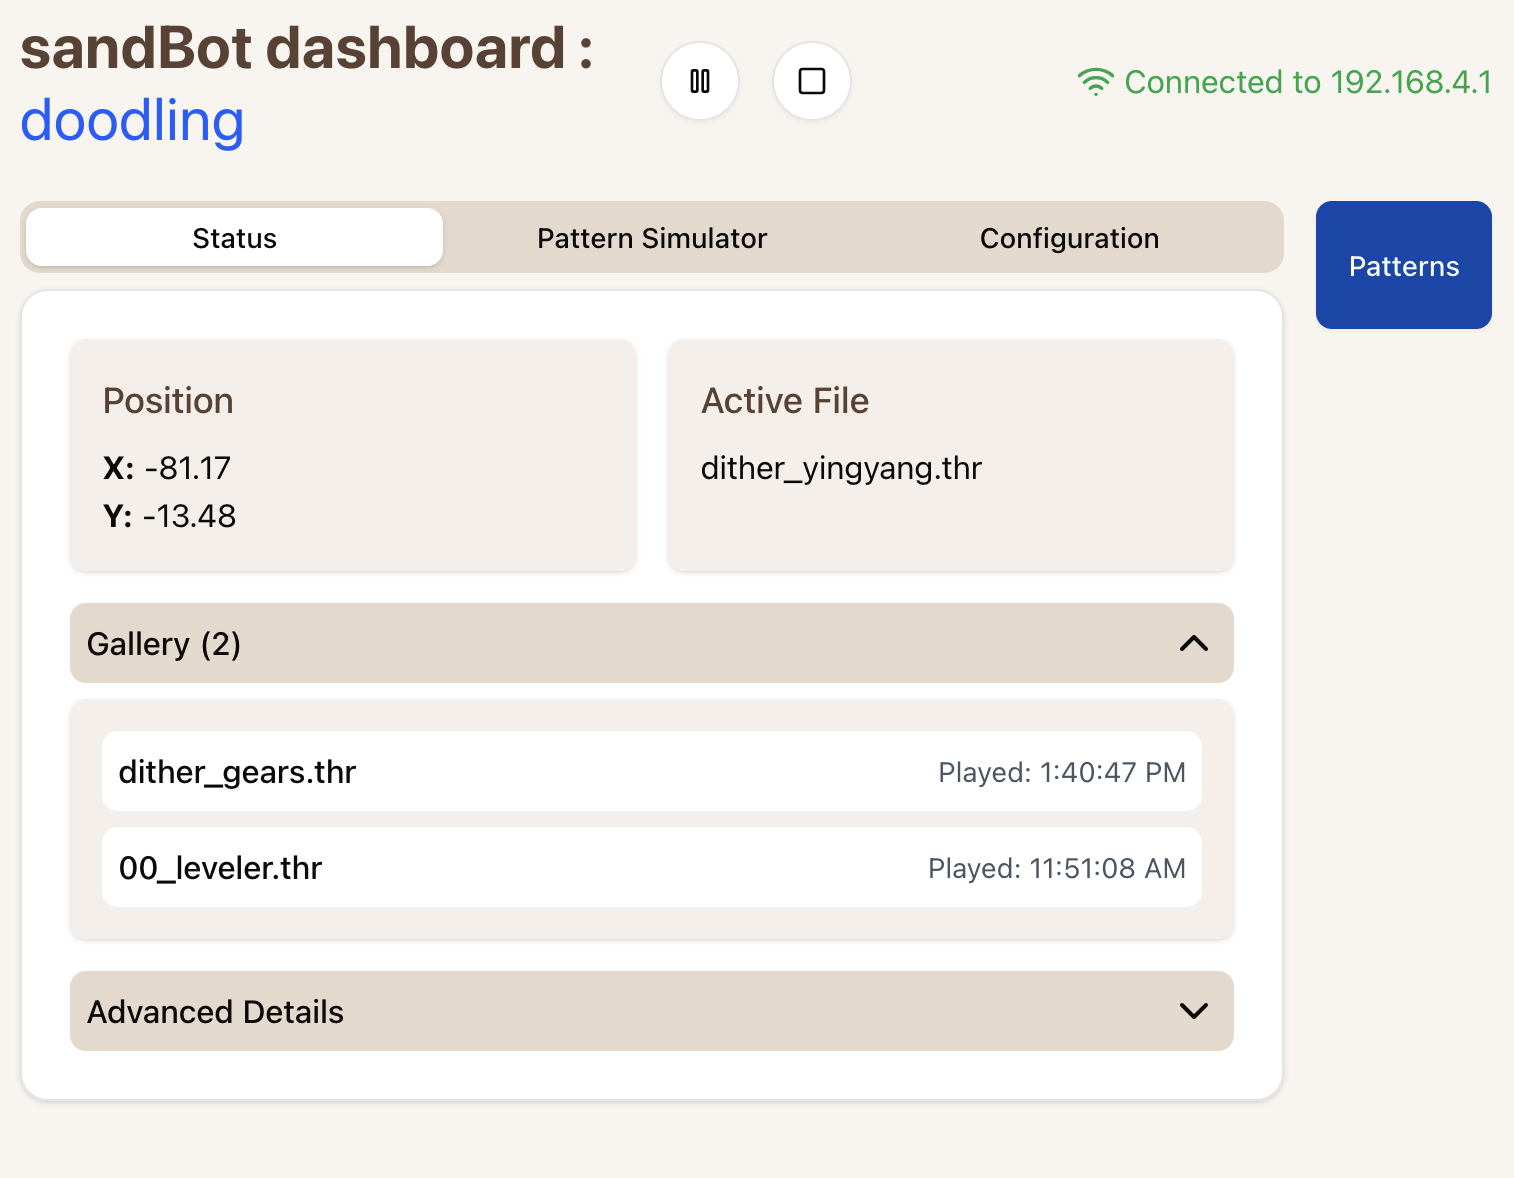 sandBot dashboard :
doodling
Connected to 192.168.4.1
Status
Pattern Simulator
Configuration
Patterns
Position
X: -81.17
Y: -13.48
Active File
dither_yingyang.thr
Gallery (2)
dither_gears.thr
Played: 1:40:47 PM
00_leveler.thr
Played: 11:51:08 AM
Advanced Details